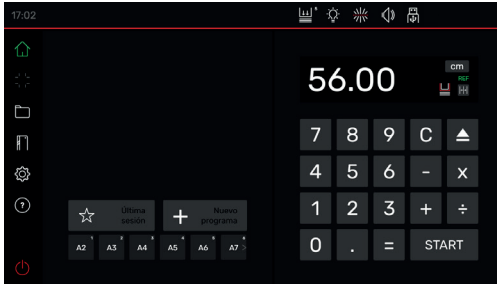 17:02
56.00
cm
REF
7 8 9 C
4 5 6 - x
1 2 3 + ÷
0 . = START
Última
sesión
Nuevo
programa
A2 A3 A4 A5 A6 A7